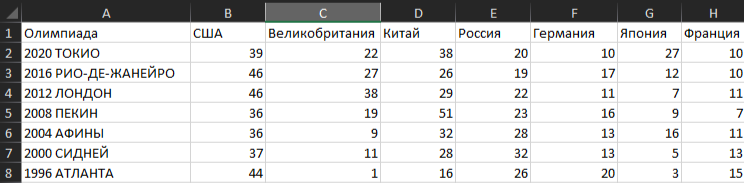 A B C D E F G H
1 Олимпиада США Великобритания Китай Россия Германия Япония Франция
2 2020 ТОКИО 39 22 38 20 10 27 10
3 2016 РИО-ДЕ-ЖАНЕЙРО 46 27 26 19 17 12 10
4 2012 ЛОНДОН 46 38 29 22 11 7 11
5 2008 ПЕКИН 36 19 51 23 16 9 7
6 2004 АФИНЫ 36 9 32 28 13 16 11
7 2000 СИДНЕЙ 37 11 28 32 13 5 13
8 1996 АТЛАНТА 44 1 16 26 20 3 15